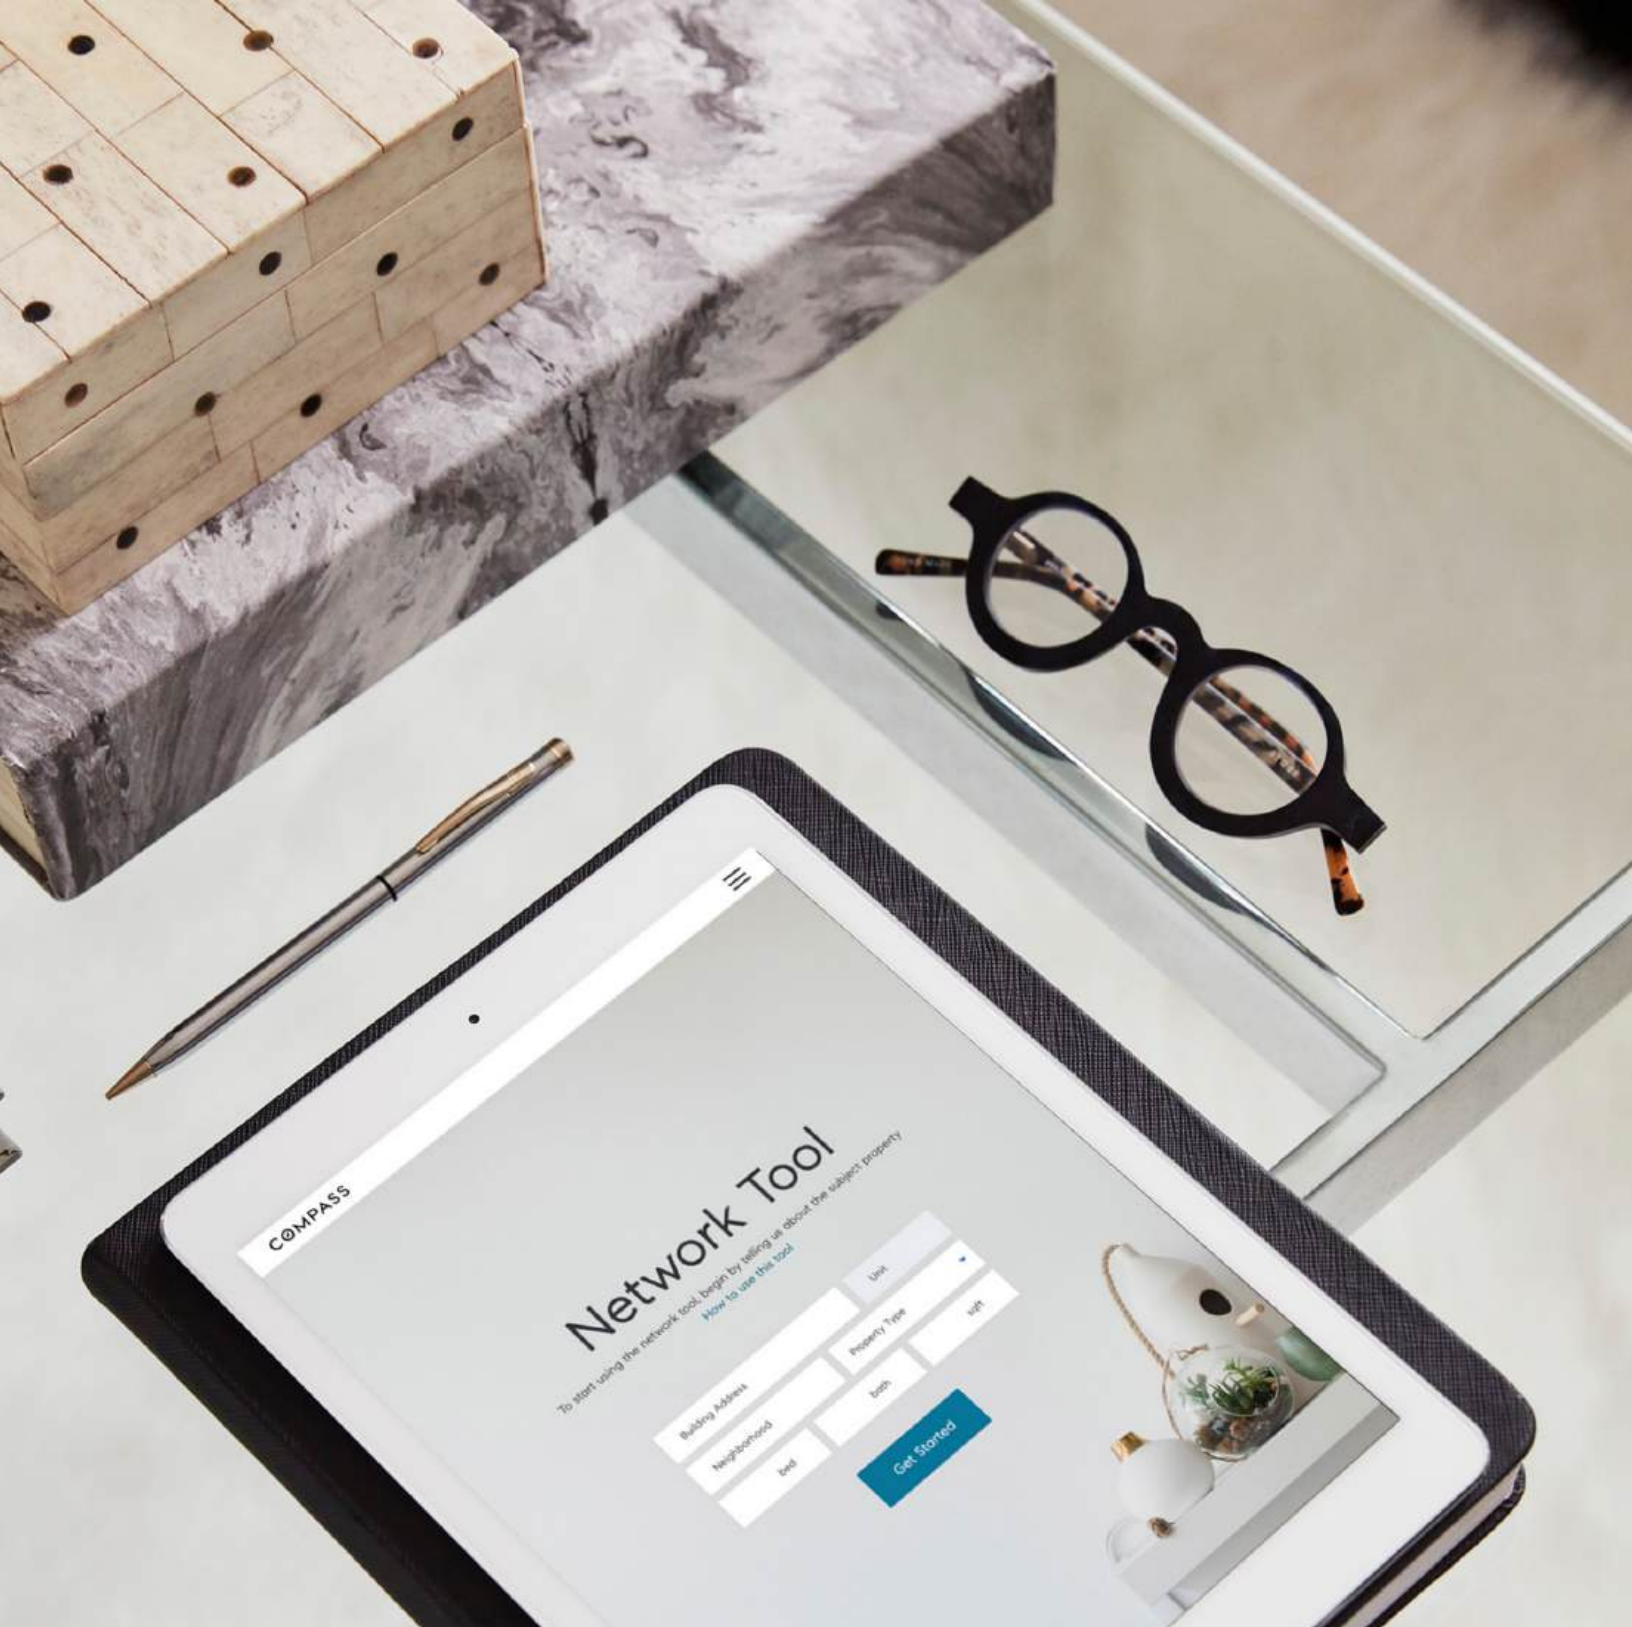 COMPASS
Network Tool
To start using the network tool, begin by telling us about the subject property
How to use this tool
Building Address
Unit
Neighborhood
Property Type
bed
bath
sqft
Get Started